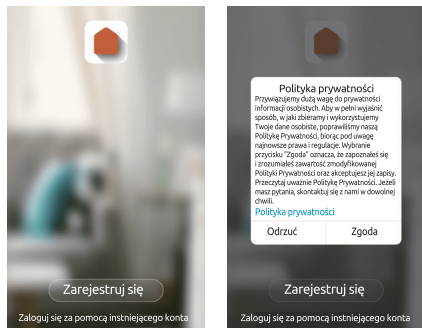 Zarejestruj się
Zaloguj się za pomocą instniejącego konta
Polityka prywatności
Przywiązujemy dużą wagę do prywatności
informacji osobistych. Aby w pełni wyjaśnić
sposób, w jaki zbieramy i wykorzystujemy
Twoje dane osobiste, poprawiliśmy naszą
Politykę Prywatności, biorąc pod uwagę
najnowsze prawa i regulacje. Wybranie
przycisku "Zgoda" oznacza, że zapoznałeś się
i zrozumiałeś zawartość zmodyfikowanej
Polityki Prywatności oraz akceptujesz jej zapisy.
Przeczytaj uważnie Politykę Prywatności. Jeżeli
masz pytania, skontaktuj się z nami w dowolnej
chwili.
Polityka prywatności
Odrzuć Zgoda
Zarejestruj się
Zaloguj się za pomocą instniejącego konta